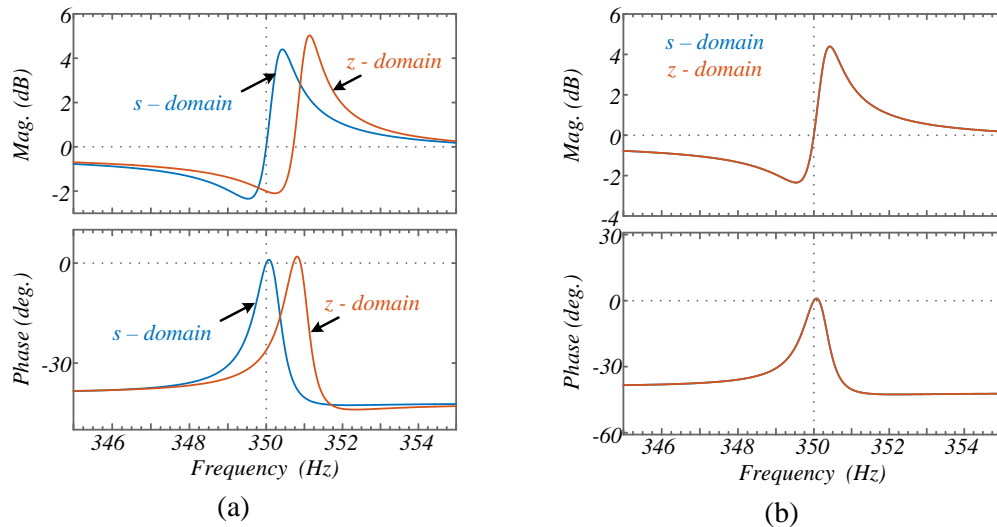 6
4
2
0
-2
Mag. (dB)
s – domain
z - domain
0
-30
Phase (deg.)
s – domain
z - domain
346
348
350
352
354
Frequency (Hz)
(a)
6
4
2
0
-2
-4
Mag. (dB)
s – domain
z - domain
30
0
-30
-60
Phase (deg.)
346
348
350
352
354
Frequency (Hz)
(b)